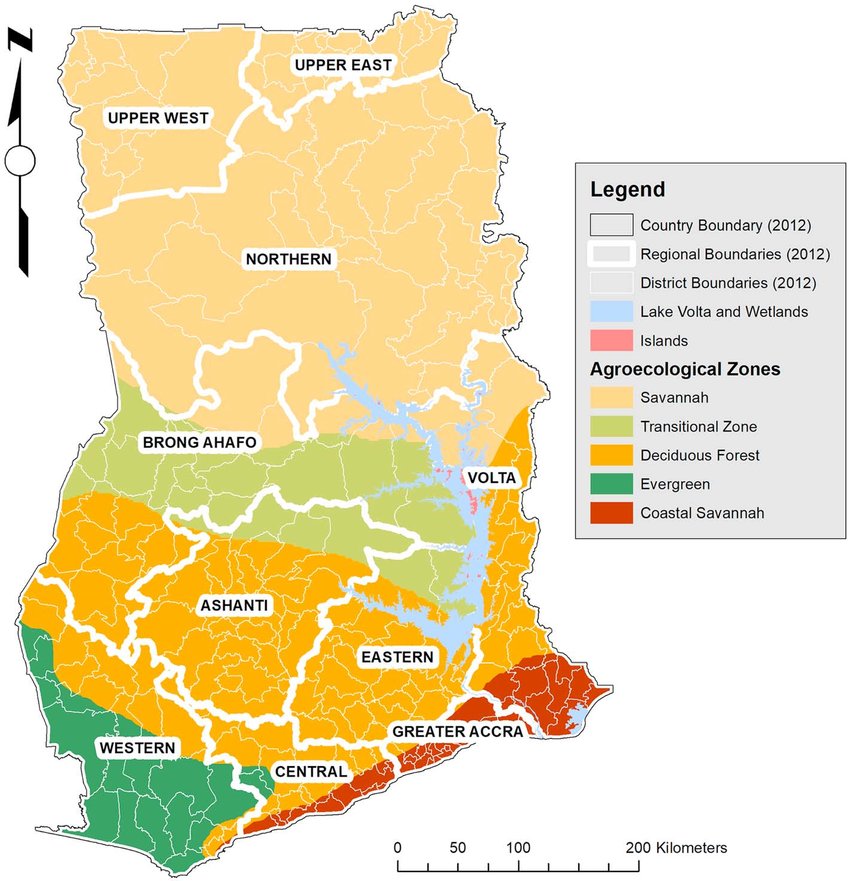 Z
UPPER EAST
UPPER WEST
NORTHERN
BRONG AHAFO
VOLTA
ASHANTI
EASTERN
GREATER ACCRA
WESTERN
CENTRAL
Legend
Country Boundary (2012)
Regional Boundaries (2012)
District Boundaries (2012)
Lake Volta and Wetlands
Islands
Agroecological Zones
Savannah
Transitional Zone
Deciduous Forest
Evergreen
Coastal Savannah
0 50 100 200 Kilometers